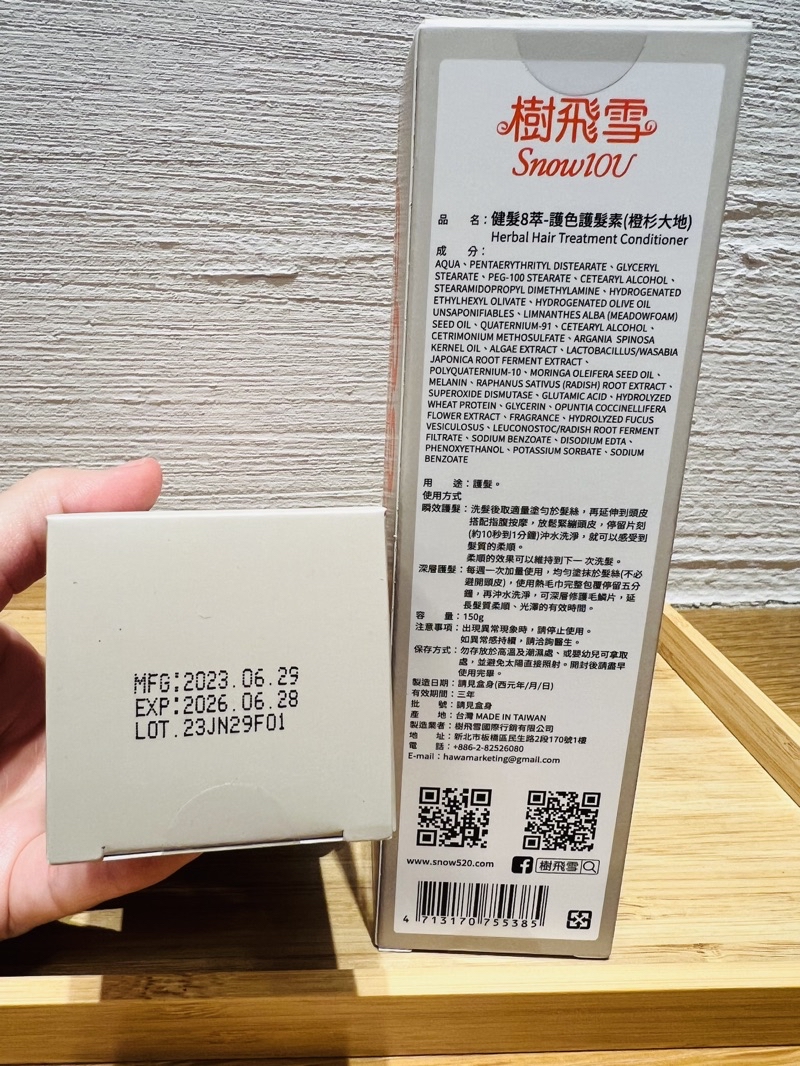 MFG:2023.06.29
EXP:2026.06.28
LOT.23JN29F01
樹飛雪
Snow10U
品　　名：健髮8萃-護色護髮素(橙杉大地)
Herbal Hair Treatment Conditioner
成　　分：
AQUA、PENTAERYTHRITYL DISTEARATE、GLYCERYL
STEARATE、PEG-100 STEARATE、CETEARYL ALCOHOL、
STEARAMIDOPROPYL DIMETHYLAMINE、HYDROGENATED
ETHYLHEXYL OLIVATE、HYDROGENATED OLIVE OIL
UNSAPONIFIABLES、LIMNANTHES ALBA (MEADOWFOAM)
SEED OIL、QUATERNIUM-91、CETEARYL ALCOHOL、
CETRIMONIUM METHOSULFATE、ARGANIA SPINOSA
KERNEL OIL、ALGAE EXTRACT、LACTOBACILLUS/WASABIA
JAPONICA ROOT FERMENT EXTRACT、
POLYQUATERNIUM-10、MORINGA OLEIFERA SEED OIL、
MELANIN、RAPHANUS SATIVUS (RADISH) ROOT EXTRACT、
SUPEROXIDE DISMUTASE、GLUTAMIC ACID、HYDROLYZED
WHEAT PROTEIN、GLYCERIN、OPUNTIA COCCINELLIFERA
FLOWER EXTRACT、FRAGRANCE、HYDROLYZED FUCUS
VESICULOSUS、LEUCONOSTOC/RADISH ROOT FERMENT
FILTRATE、SODIUM BENZOATE、DISODIUM EDTA、
PHENOXYETHANOL、POTASSIUM SORBATE、SODIUM
BENZOATE
用　　途：護髮。
使用方式
瞬效護髮：洗髮後取適量塗勻於髮絲，再延伸到頭皮
搭配指腹按摩，放鬆緊繃頭皮，停留片刻
(約10秒到1分鐘)沖水洗淨，就可以感受到
髮質的柔順。
柔順的效果可以維持到下一次洗髮。
深層護髮：每週一次加量使用，均勻塗抹於髮絲(不必
避開頭皮)，使用熱毛巾完整包覆停留五分
鐘，再沖水洗淨，可深層修護毛鱗片，延
長髮質柔順、光澤的有效時間。
容　　量：150g
注意事項：出現異常現象時，請停止使用。
如異常感持續，請洽詢醫生。
保存方式：勿存放於高溫及潮濕處、或嬰幼兒可拿取
處，並避免太陽直接照射。開封後請盡早
使用完畢。
製造日期：請見盒身(西元年/月/日)
有效期間：三年
批　　號：請見盒身
產　　地：台灣 MADE IN TAIWAN
製造業者：樹飛雪國際行銷有限公司
地　　址：新北市板橋區民生路2段170號1樓
電　　話：+886-2-82526080
E-mail：hawamarketing@gmail.com
www.snow520.com
樹飛雪
4 713170 755385